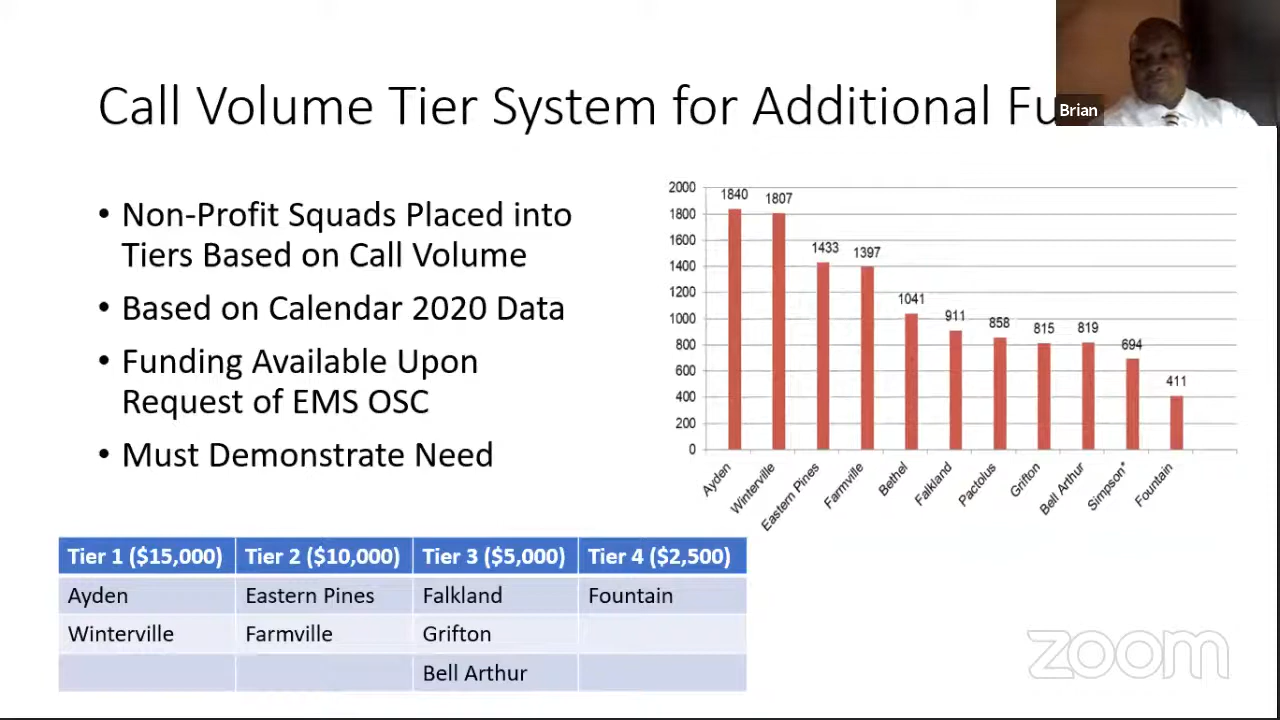 Call Volume Tier System for Additional Fu
Brian
• Non-Profit Squads Placed into
Tiers Based on Call Volume
• Based on Calendar 2020 Data
• Funding Available Upon
Request of EMS OSC
• Must Demonstrate Need
2000
1800
1600
1400
1200
1000
800
600
400
200
0
1840
1807
1433
1397
1041
911
858
815
819
694
411
Ayden
Winterville
Eastern Pines
Farmville
Bethel
Falkland
Pactolus
Grifton
Bell Arthur
Simpson*
Fountain
Tier 1 ($15,000) Tier 2 ($10,000) Tier 3 ($5,000) Tier 4 ($2,500)
Ayden Eastern Pines Falkland Fountain
Winterville Farmville Grifton
Bell Arthur
zoom